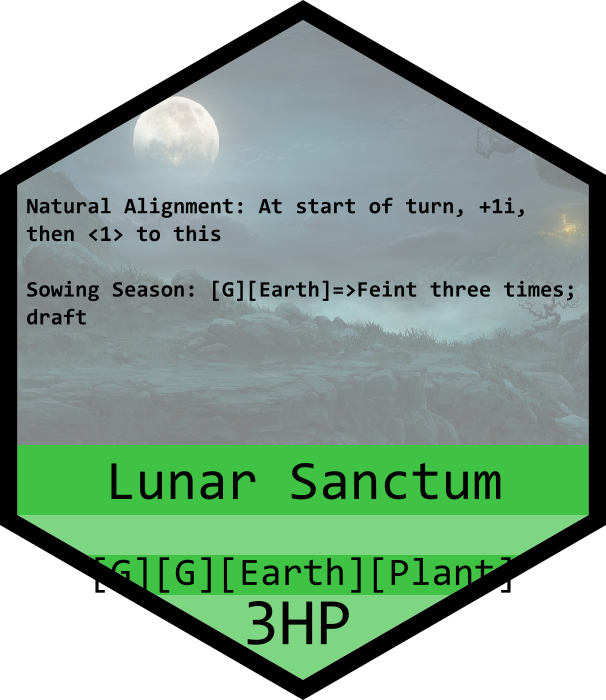 Natural Alignment: At start of turn, +1i,
then <1> to this
Sowing Season: [G][Earth]=>Feint three times;
draft
Lunar Sanctum
[G][G][Earth][Plant]
3HP